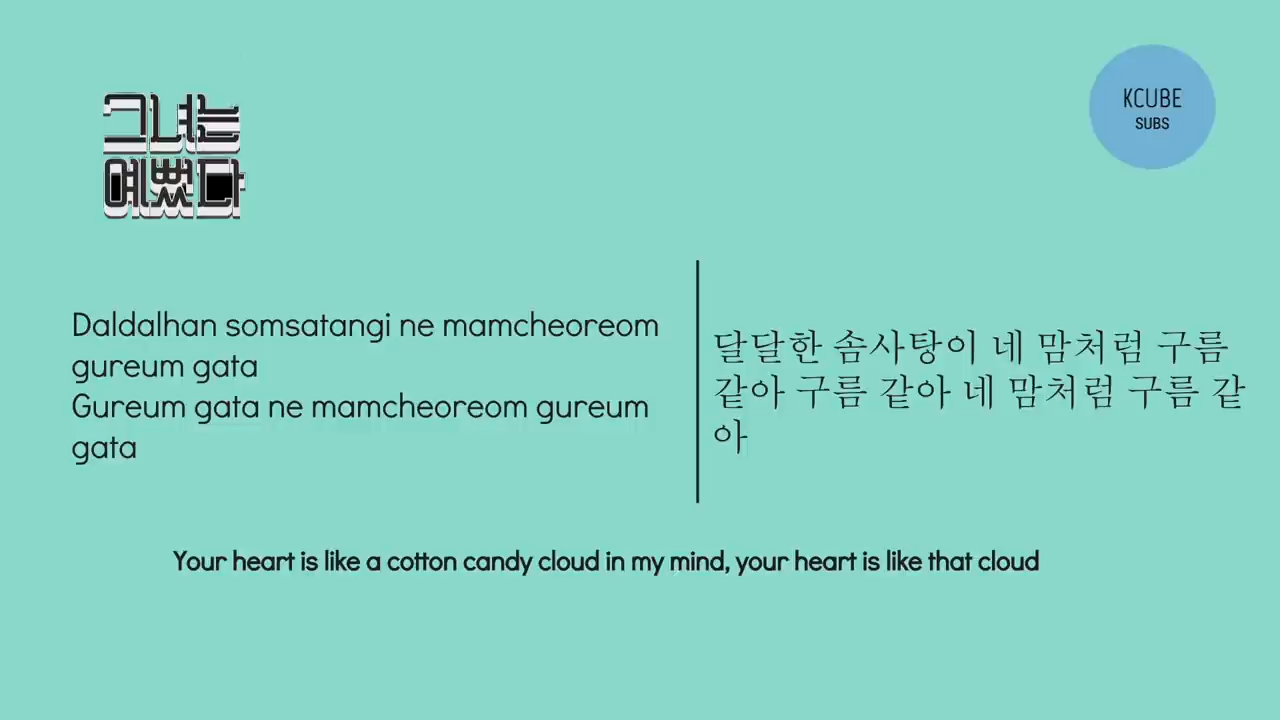 그녀는
예뻤다
KCUBE
SUBS
Daldalhan somsatangi ne mamcheoreom
gureum gata
Gureum gata ne mamcheoreom gureum
gata
달달한 솜사탕이 네 맘처럼 구름
같아 구름 같아 네 맘처럼 구름 같
아
Your heart is like a cotton candy cloud in my mind, your heart is like that cloud